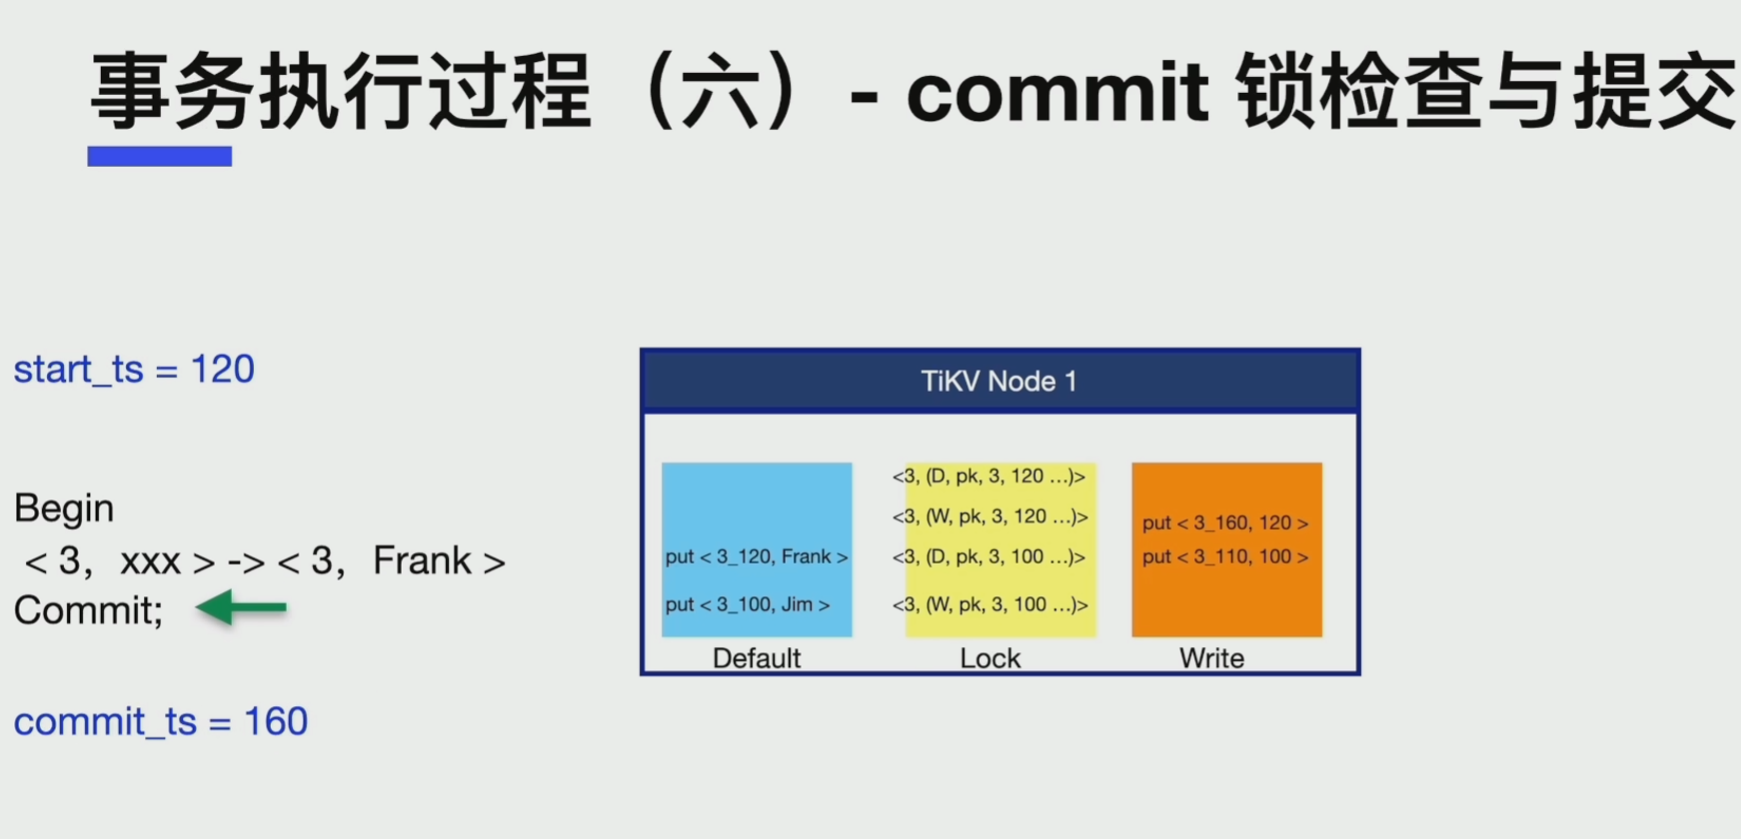 事务执行过程（六）- commit 锁检查与提交
start_ts = 120
Begin
< 3, xxx > -> < 3, Frank >
Commit;
commit_ts = 160
TiKV Node 1
put < 3_120, Frank >
put < 3_100, Jim >
Default
<3, (D, pk, 3, 120 ...)>
<3, (W, pk, 3, 120 ...)>
<3, (D, pk, 3, 100 ...)>
<3, (W, pk, 3, 100 ...)>
Lock
put < 3_160, 120 >
put < 3_110, 100 >
Write